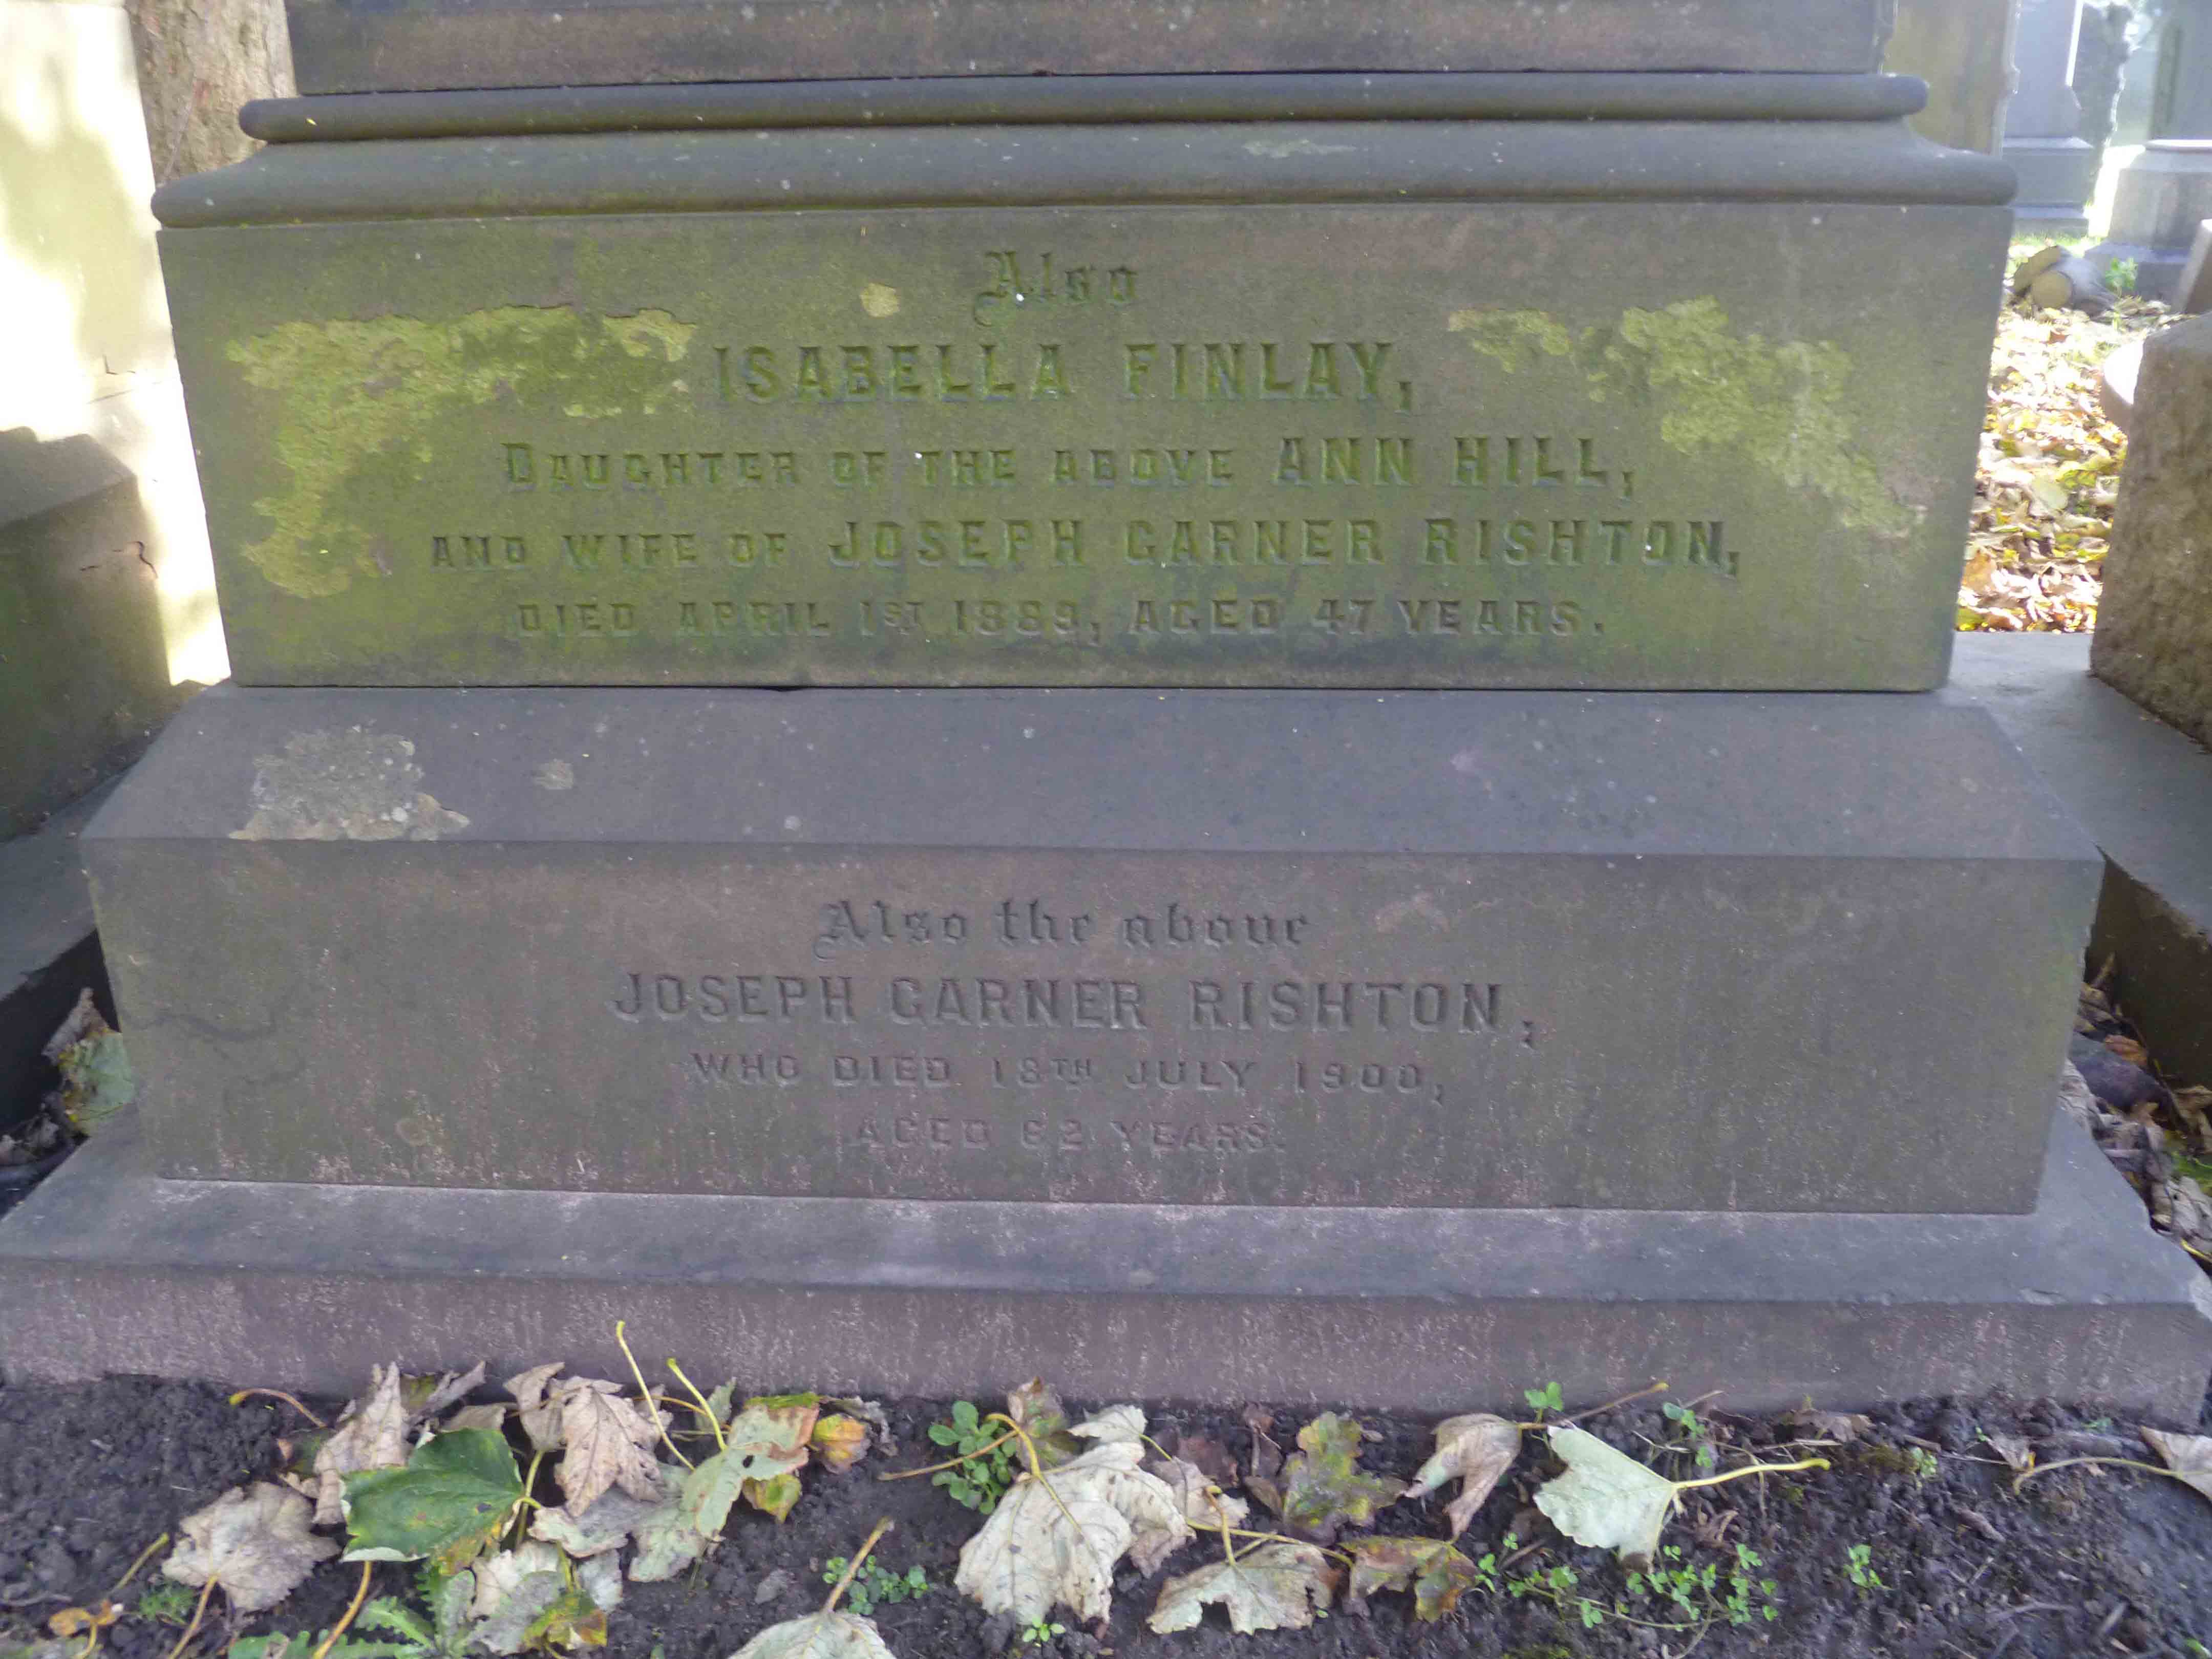 Also
ISABELLA FINLAY,
DAUGHTER OF THE ABOVE ANN HILL,
AND WIFE OF JOSEPH GARNER RISHTON,
DIED APRIL 1ST 1889, AGED 47 YEARS.
Also the above
JOSEPH GARNER RISHTON,
WHO DIED 18TH JULY 1900,
AGED 62 YEARS.